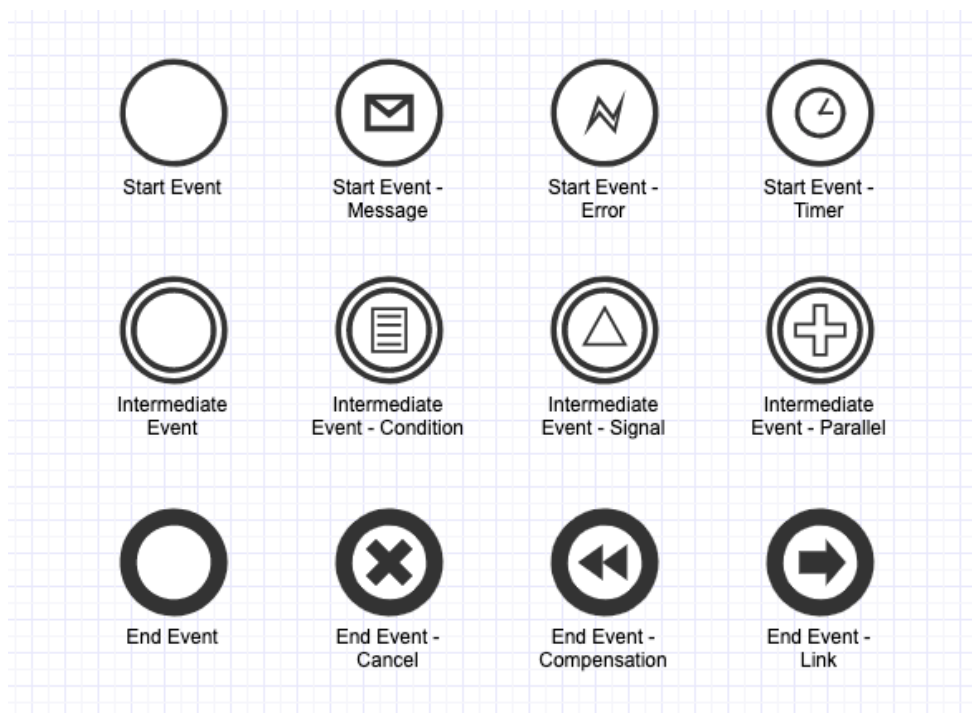 Start Event
Start Event -
Message
Start Event -
Error
Start Event -
Timer
Intermediate
Event
Intermediate
Event - Condition
Intermediate
Event - Signal
Intermediate
Event - Parallel
End Event
End Event -
Cancel
End Event -
Compensation
End Event -
Link